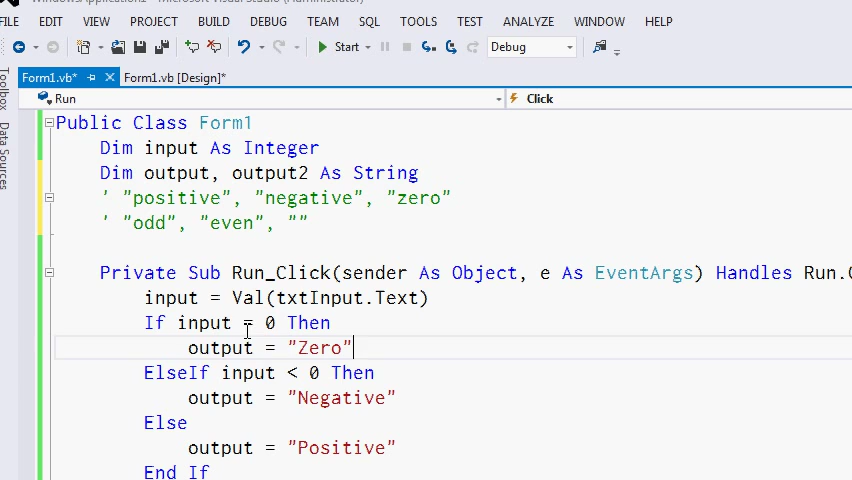 FILE EDIT VIEW PROJECT BUILD DEBUG TEAM SQL TOOLS TEST ANALYZE WINDOW HELP
Start Debug
Form1.vb* Form1.vb [Design]*
Run Click
Toolbox
Data Sources
Public Class Form1
Dim input As Integer
Dim output, output2 As String
' "positive", "negative", "zero"
' "odd", "even", ""
Private Sub Run_Click(sender As Object, e As EventArgs) Handles Run.
input = Val(txtInput.Text)
If input = 0 Then
output = "Zero"
ElseIf input < 0 Then
output = "Negative"
Else
output = "Positive"
End If